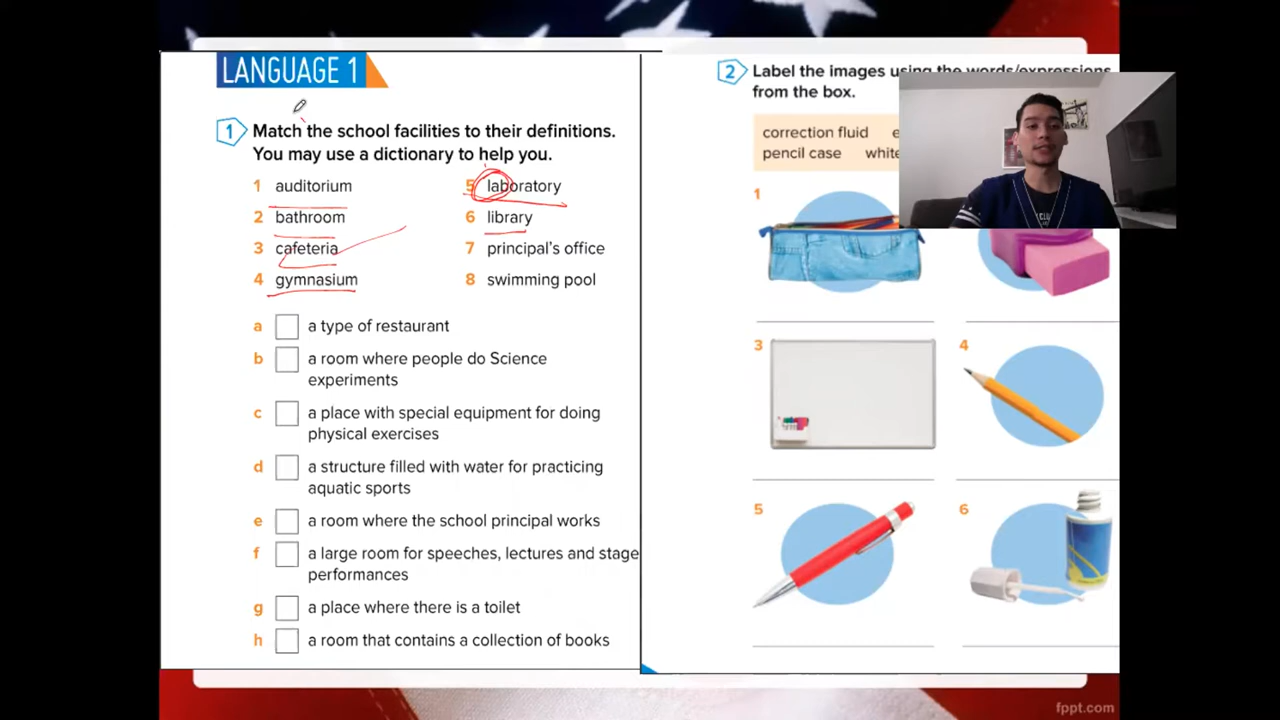 LANGUAGE 1
1 Match the school facilities to their definitions.
You may use a dictionary to help you.
1 auditorium
2 bathroom
3 cafeteria
4 gymnasium
5 laboratory
6 library
7 principal's office
8 swimming pool
a a type of restaurant
b a room where people do Science
experiments
c a place with special equipment for doing
physical exercises
d a structure filled with water for practicing
aquatic sports
e a room where the school principal works
f a large room for speeches, lectures and stage
performances
g a place where there is a toilet
h a room that contains a collection of books
2 Label the images using the words/expressions
from the box.
correction fluid
pencil case
1
3
4
5
6
fppt.com